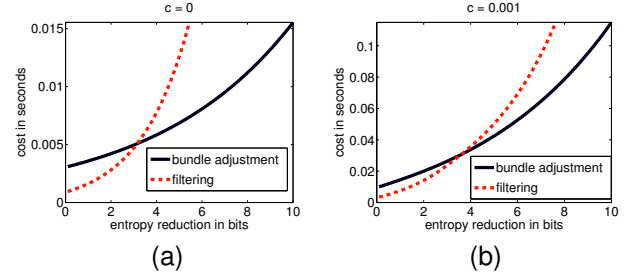 c = 0
0.015
0.01
0.005
0
cost in seconds
bundle adjustment
filtering
0 2 4 6 8 10
entropy reduction in bits
(a)
c = 0.001
0.1
0.08
0.06
0.04
0.02
0
cost in seconds
bundle adjustment
filtering
0 2 4 6 8 10
entropy reduction in bits
(b)